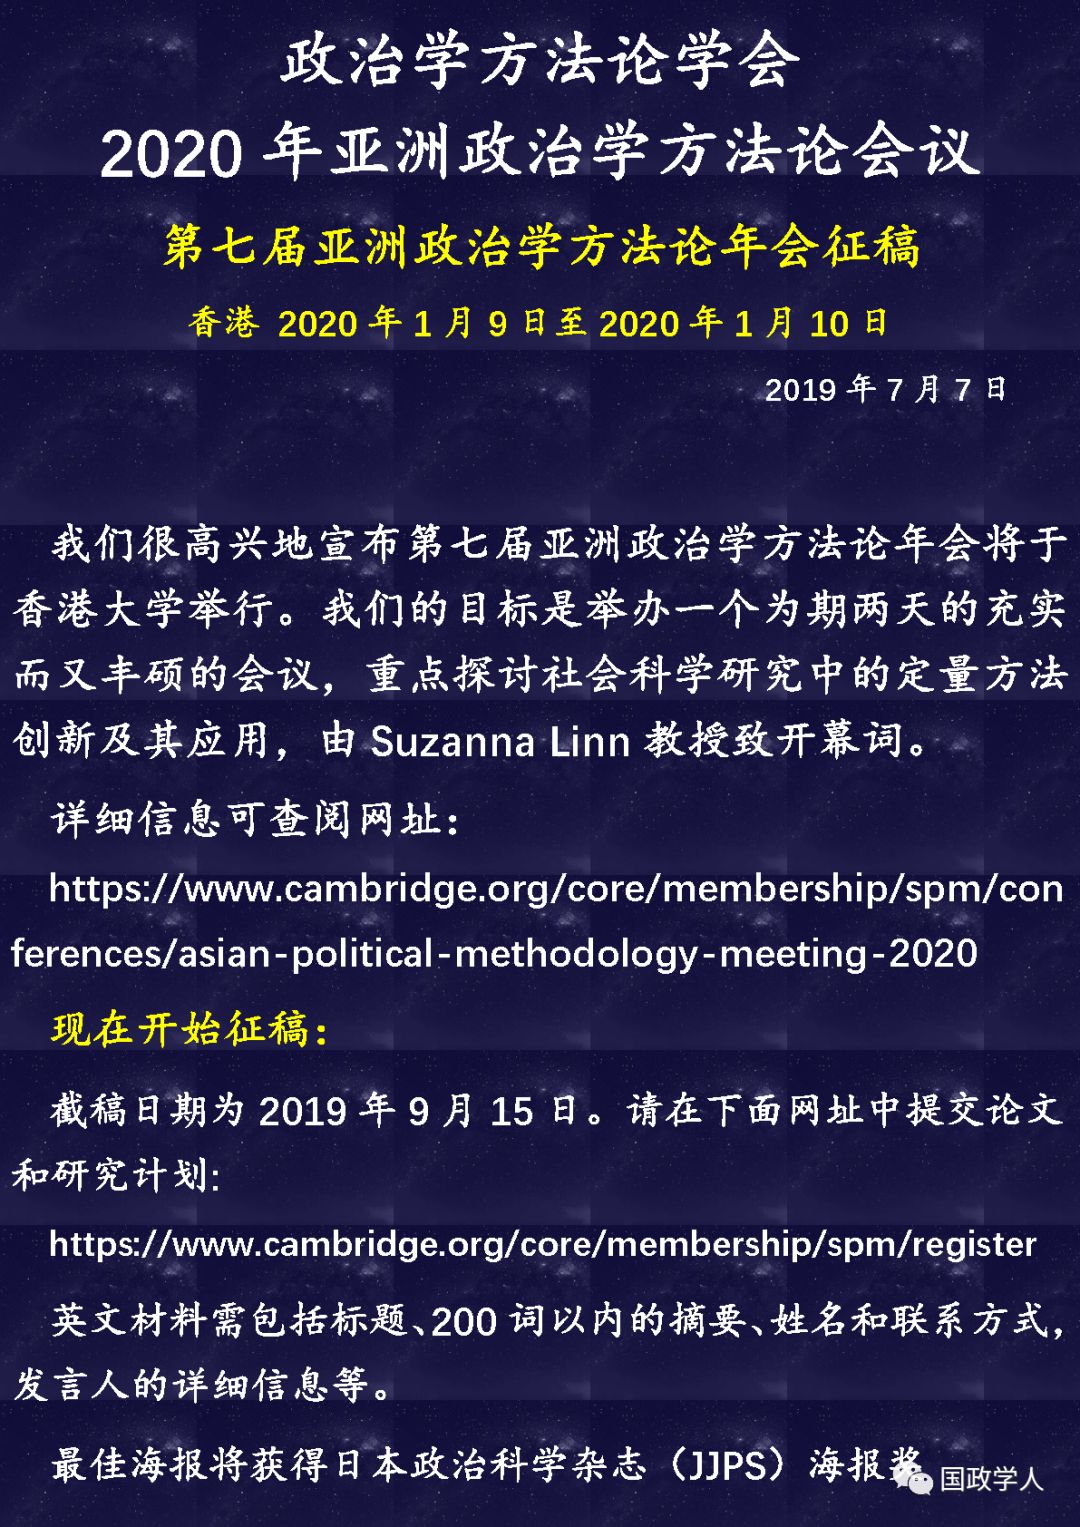 政治学方法论学会
2020 年亚洲政治学方法论会议
第七届亚洲政治学方法论年会征稿
香港 2020 年 1 月 9 日至 2020 年 1 月 10 日
2019 年 7 月 7 日
我们很高兴地宣布第七届亚洲政治学方法论年会将于
香港大学举行。我们的目标是举办一个为期两天的充实
而又丰硕的会议，重点探讨社会科学研究中的定量方法
创新及其应用，由 Suzanna Linn 教授致开幕词。
详细信息可查阅网址：
https://www.cambridge.org/core/membership/spm/con
ferences/asian-political-methodology-meeting-2020
现在开始征稿：
截稿日期为 2019 年 9 月 15 日。请在下面网址中提交论文
和研究计划:
https://www.cambridge.org/core/membership/spm/register
英文材料需包括标题、200 词以内的摘要、姓名和联系方式，
发言人的详细信息等。
最佳海报将获得日本政治科学杂志（JJPS）海报奖
国政学人